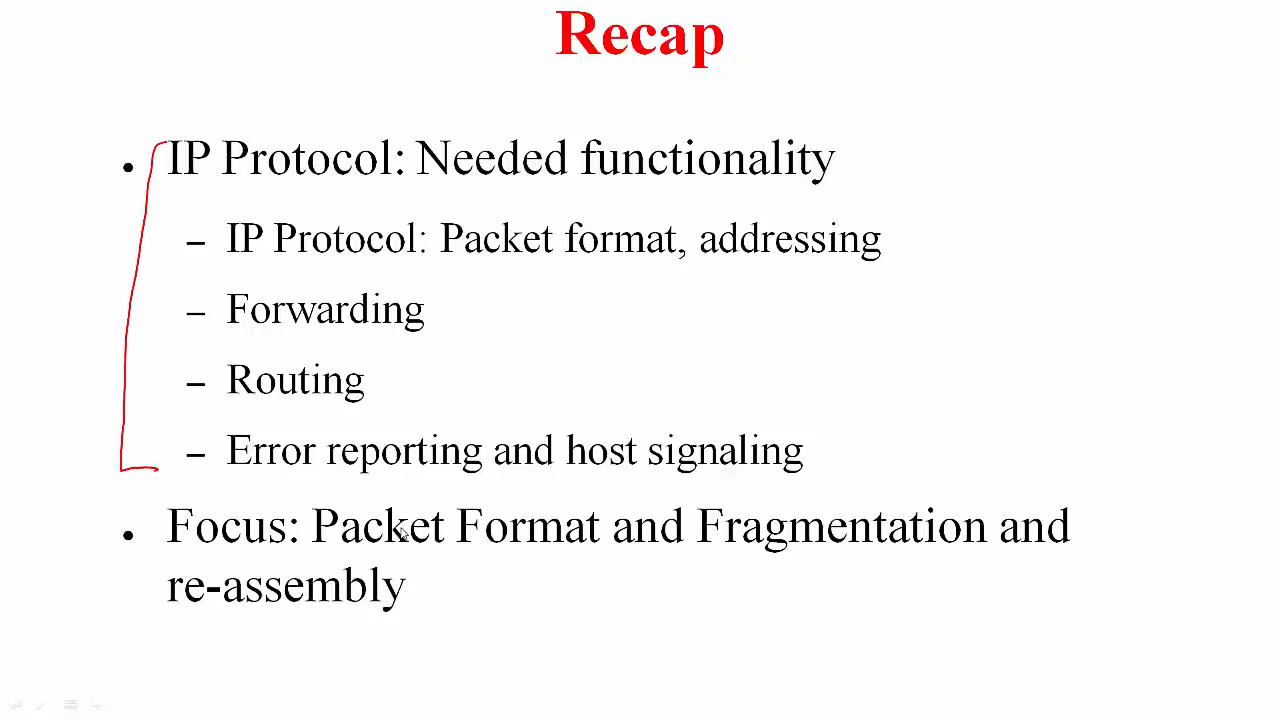 Recap
• IP Protocol: Needed functionality
– IP Protocol: Packet format, addressing
– Forwarding
– Routing
– Error reporting and host signaling
• Focus: Packet Format and Fragmentation and
re-assembly